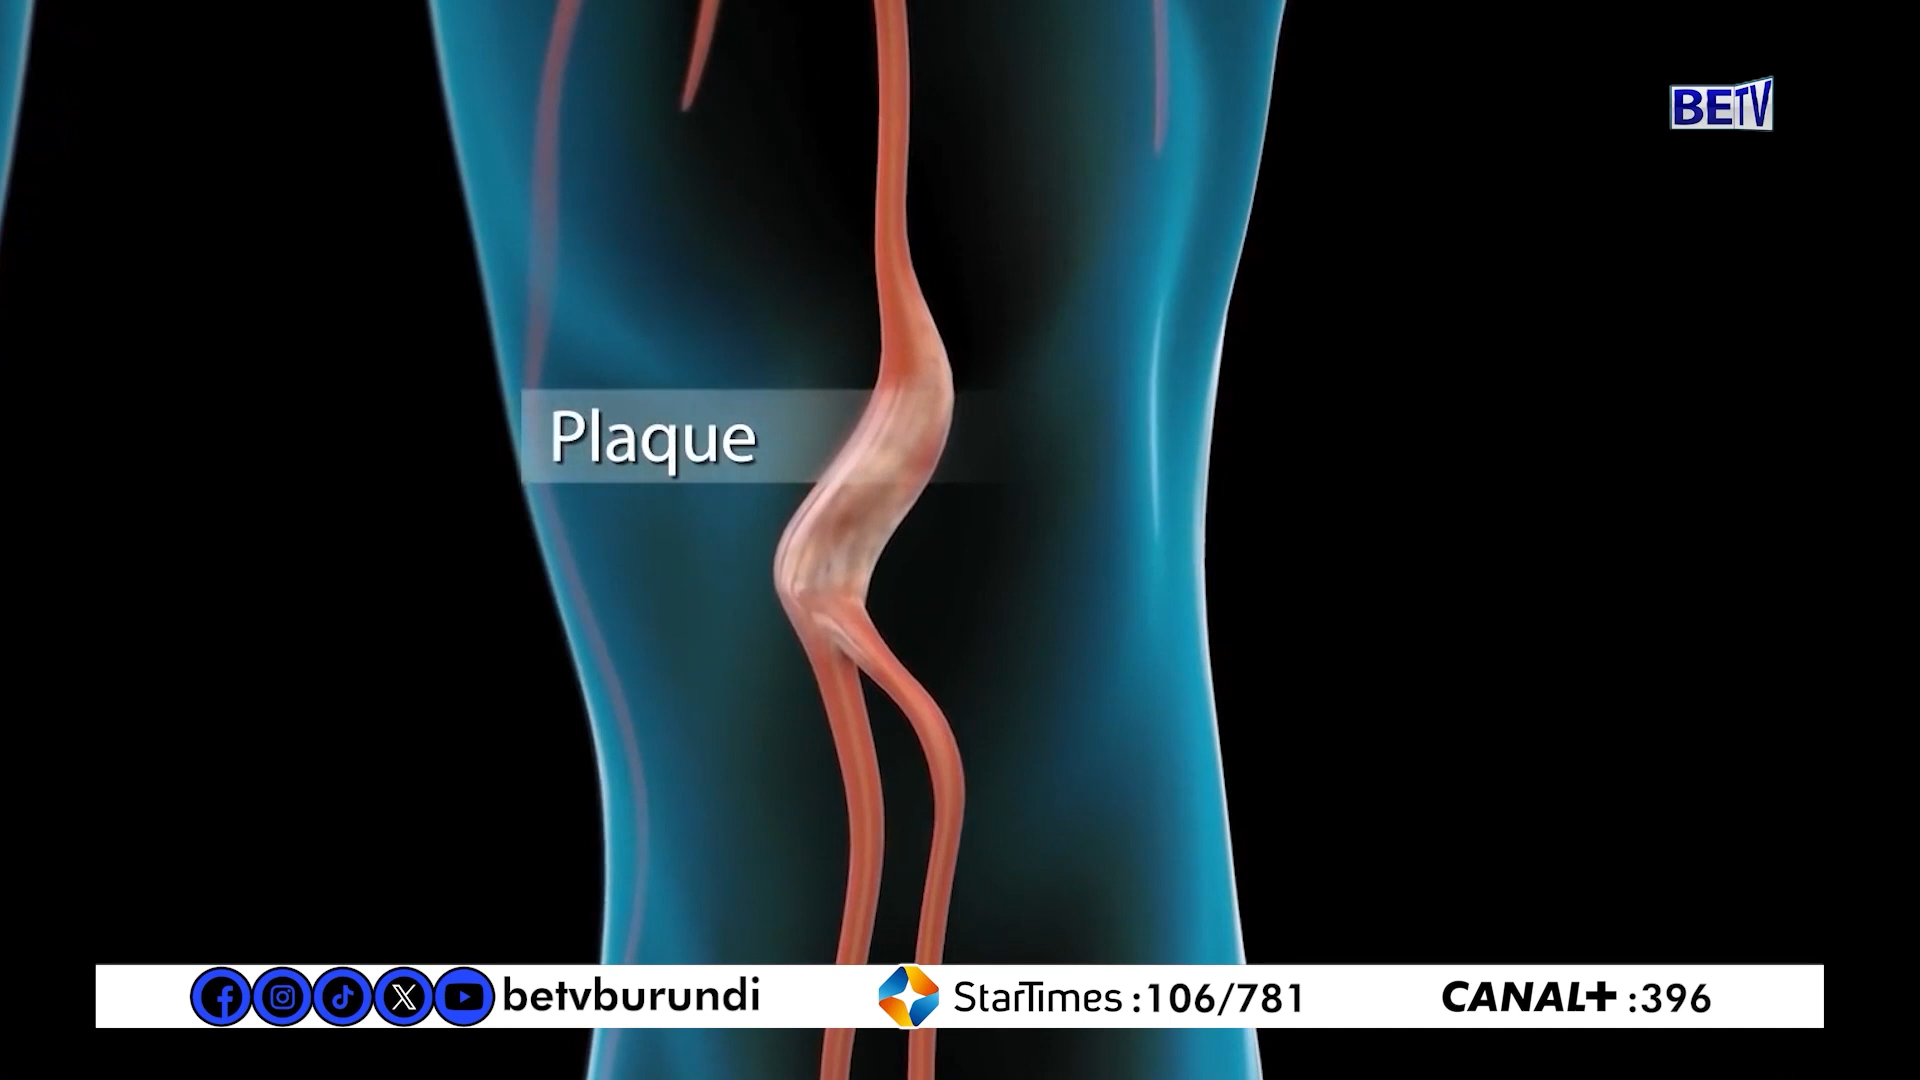 BETV
Plaque
betvburundi
StarTimes :106/781
CANAL+ :396